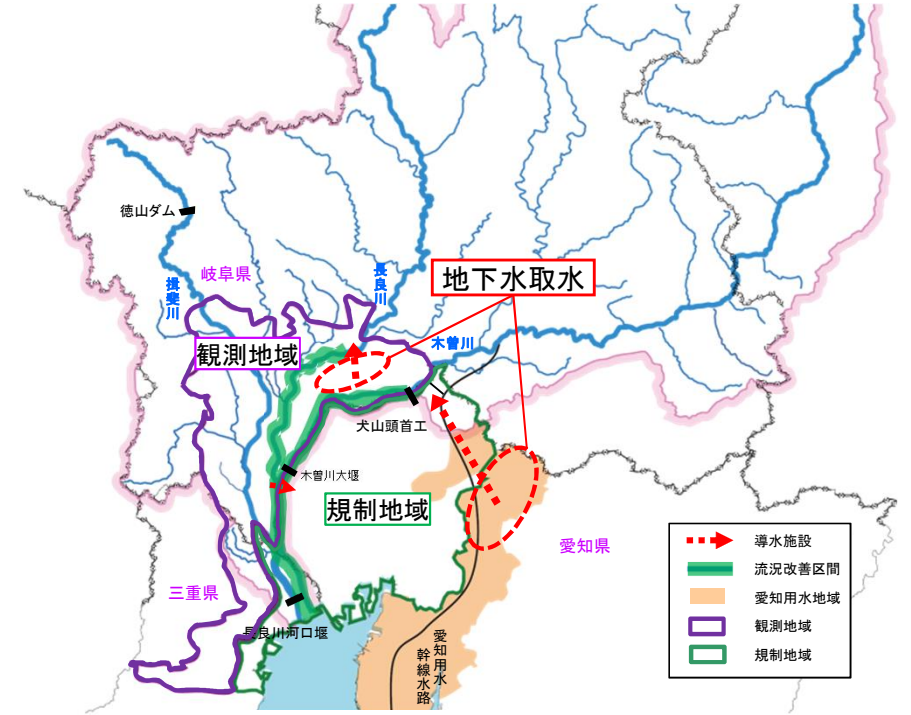 徳山ダム
岐阜県
揖斐川
長良川
地下水取水
木曽川
観測地域
犬山頭首工
木曽川大堰
規制地域
愛知県
三重県
長良川河口堰
愛知用水
幹線水路
導水施設
流況改善区間
愛知用水地域
観測地域
規制地域